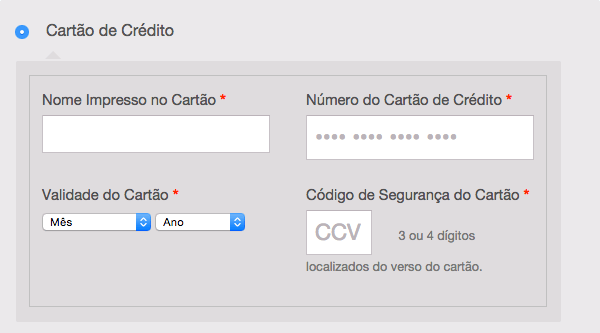 Cartão de Crédito
Nome Impresso no Cartão *
Número do Cartão de Crédito *
•••• •••• •••• ••••
Validade do Cartão *
Mês
Ano
Código de Segurança do Cartão *
CCV
3 ou 4 dígitos
localizados do verso do cartão.